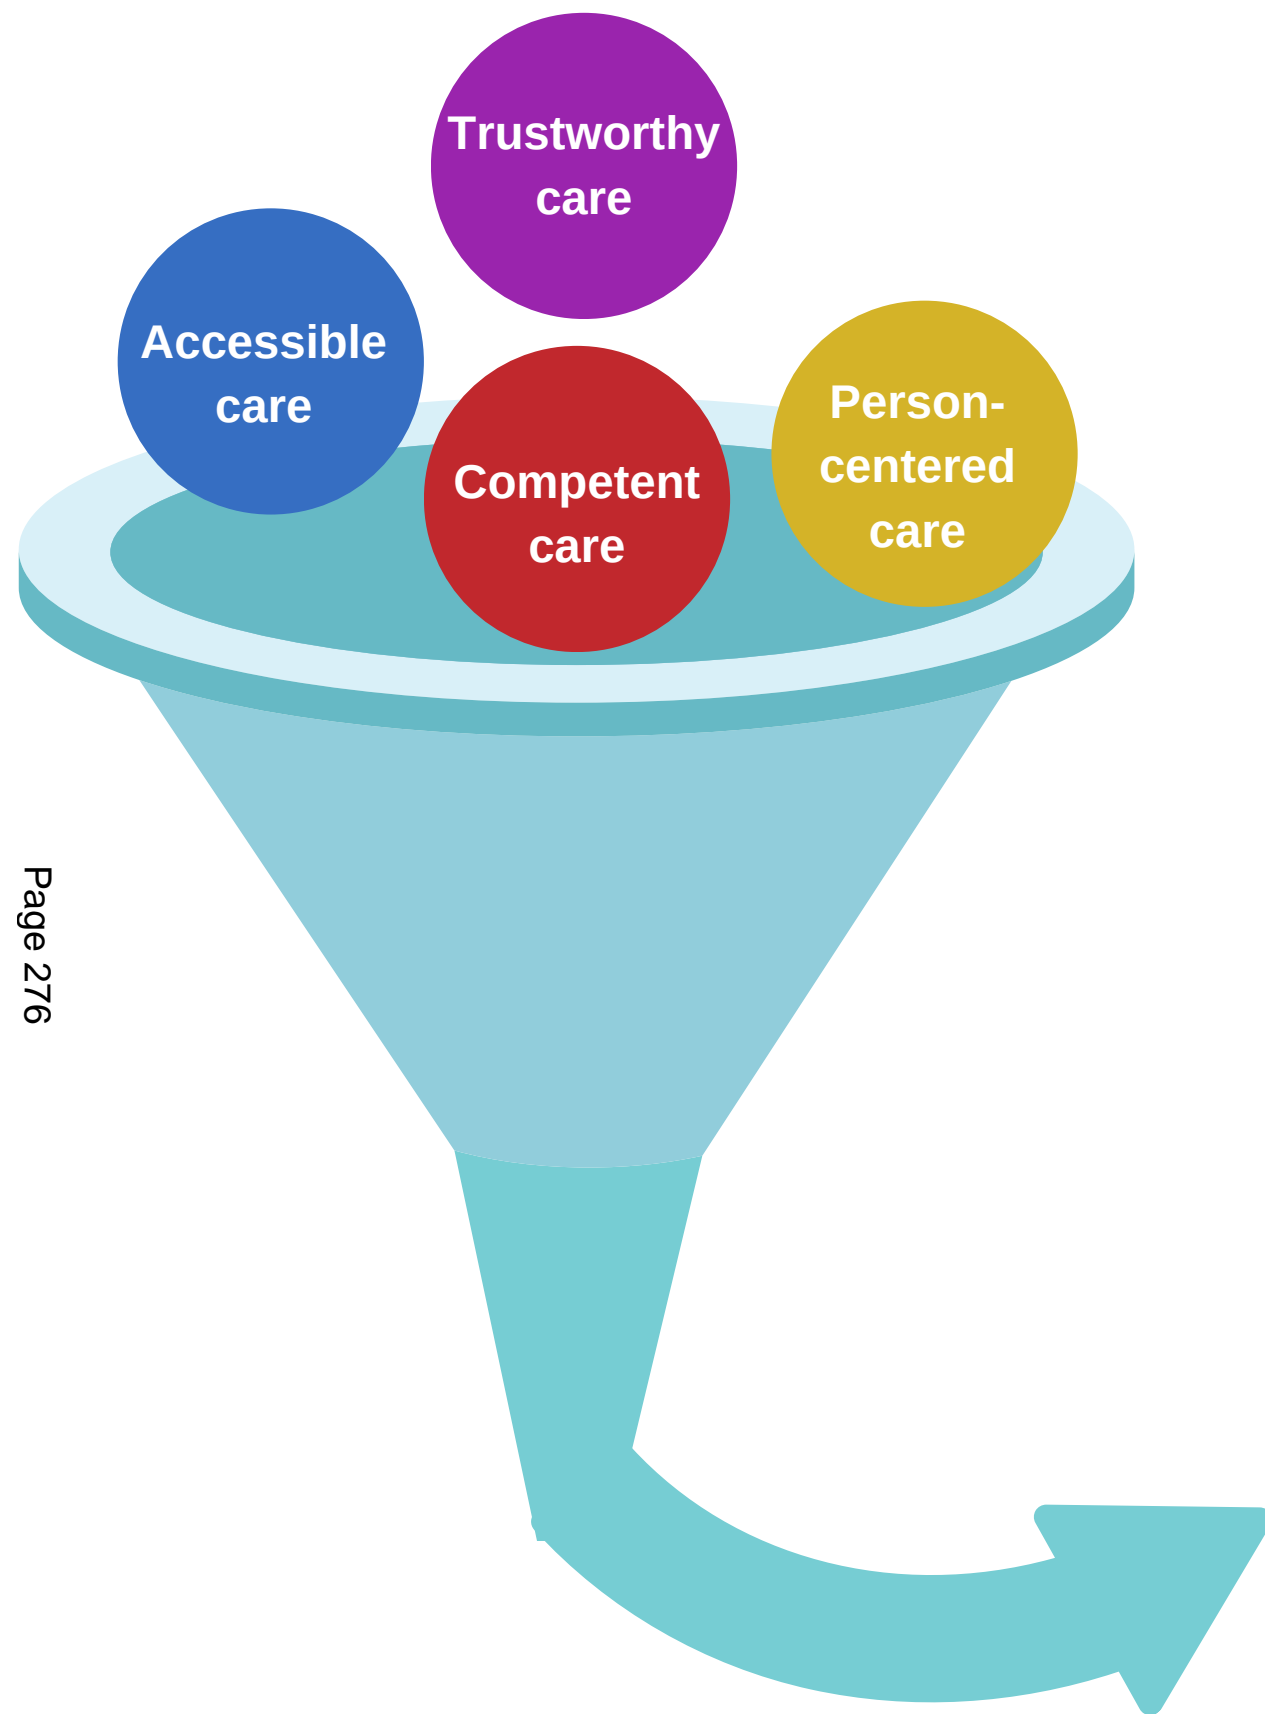 Trustworthy
care
Accessible
care
Competent
care
Person-
centered
care
Page 276